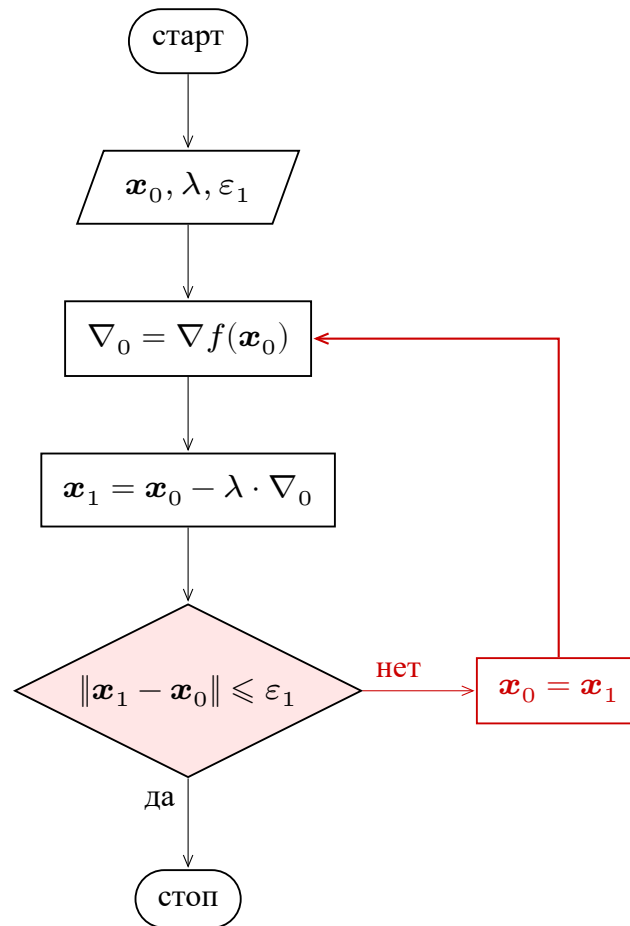 старт
𝒙₀, λ, ε₁
∇₀ = ∇f(𝒙₀)
𝒙₁ = 𝒙₀ − λ · ∇₀
‖𝒙₁ − 𝒙₀‖ ⩽ ε₁
нет
𝒙₀ = 𝒙₁
да
стоп